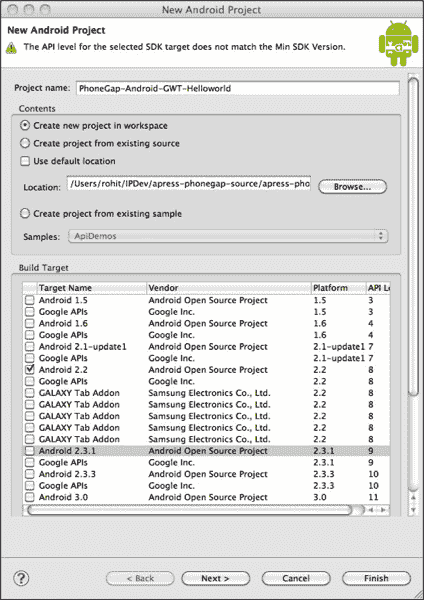 New Android Project
New Android Project
The API level for the selected SDK target does not match the Min SDK Version.
Project name: PhoneGap-Android-GWT-Helloworld
Contents
Create new project in workspace
Create project from existing source
Use default location
Location: /Users/rohit/IPDev/apress-phonegap-source/apress-pho Browse...
Create project from existing sample
Samples: ApiDemos
Build Target
Target Name Vendor Platform API Le
Android 1.5 Android Open Source Project 1.5 3
Google APIs Google Inc. 1.5 3
Android 1.6 Android Open Source Project 1.6 4
Google APIs Google Inc. 1.6 4
Android 2.1-update1 Android Open Source Project 2.1-update1 7
Google APIs Google Inc. 2.1-update1 7
Android 2.2 Android Open Source Project 2.2 8
Google APIs Google Inc. 2.2 8
GALAXY Tab Addon Samsung Electronics Co., Ltd. 2.2 8
GALAXY Tab Addon Samsung Electronics Co., Ltd. 2.2 8
GALAXY Tab Addon Samsung Electronics Co., Ltd. 2.2 8
GALAXY Tab Addon Samsung Electronics Co., Ltd. 2.2 8
GALAXY Tab Addon Samsung Electronics Co., Ltd. 2.2 8
Android 2.3.1 Android Open Source Project 2.3.1 9
Google APIs Google Inc. 2.3.1 9
Android 2.3.3 Android Open Source Project 2.3.3 10
Google APIs Google Inc. 2.3.3 10
Android 3.0 Android Open Source Project 3.0 11
? < Back Next > Cancel Finish